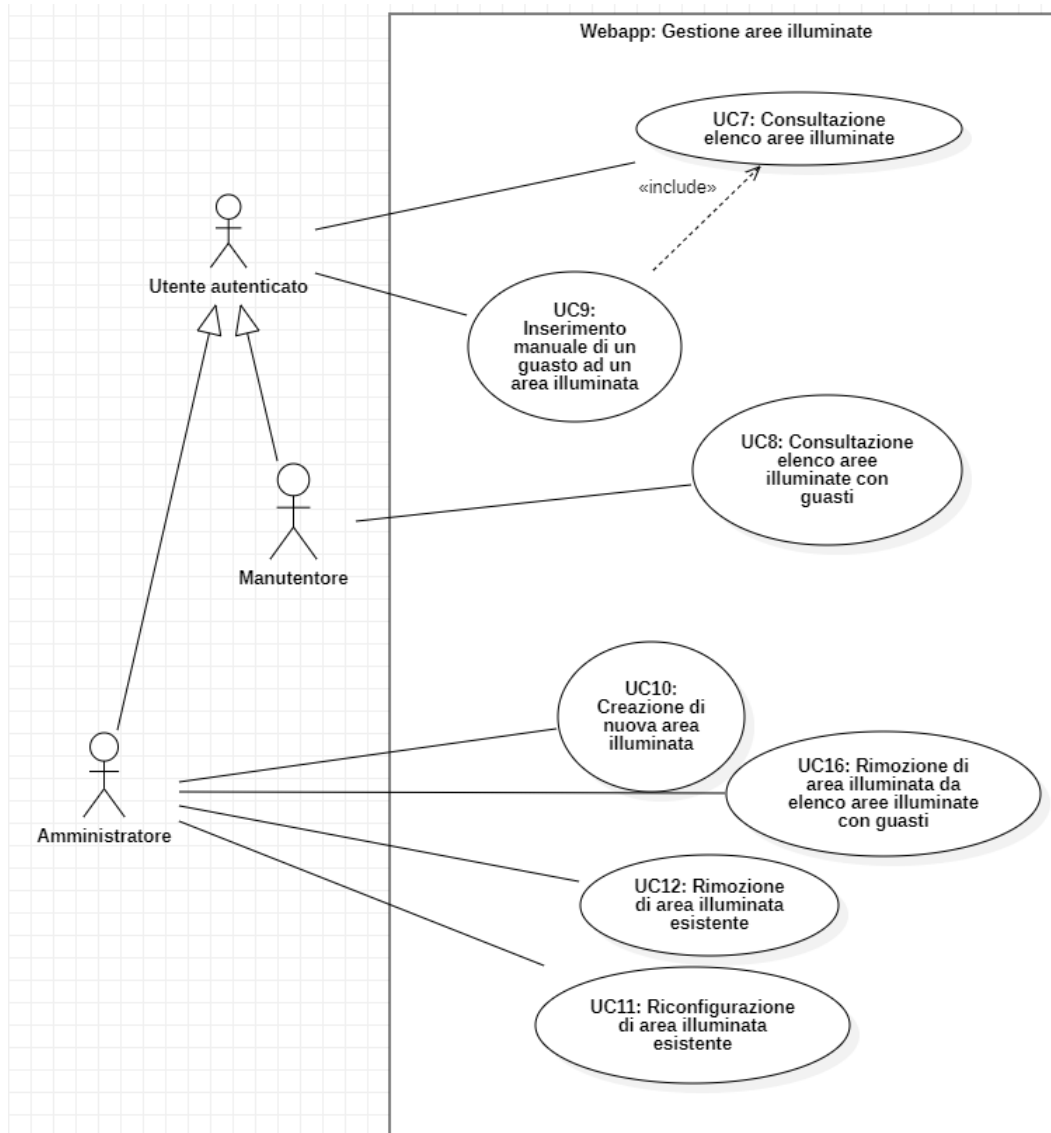 Webapp: Gestione aree illuminate
UC7: Consultazione
elenco aree illuminate
«include»
Utente autenticato
UC9:
Inserimento
manuale di un
guasto ad un
area illuminata
UC8: Consultazione
elenco aree
illuminate con
guasti
Manutentore
UC10:
Creazione di
nuova area
illuminata
UC16: Rimozione di
area illuminata da
elenco aree illuminate
con guasti
Amministratore
UC12: Rimozione
di area illuminata
esistente
UC11: Riconfigurazione
di area illuminata
esistente